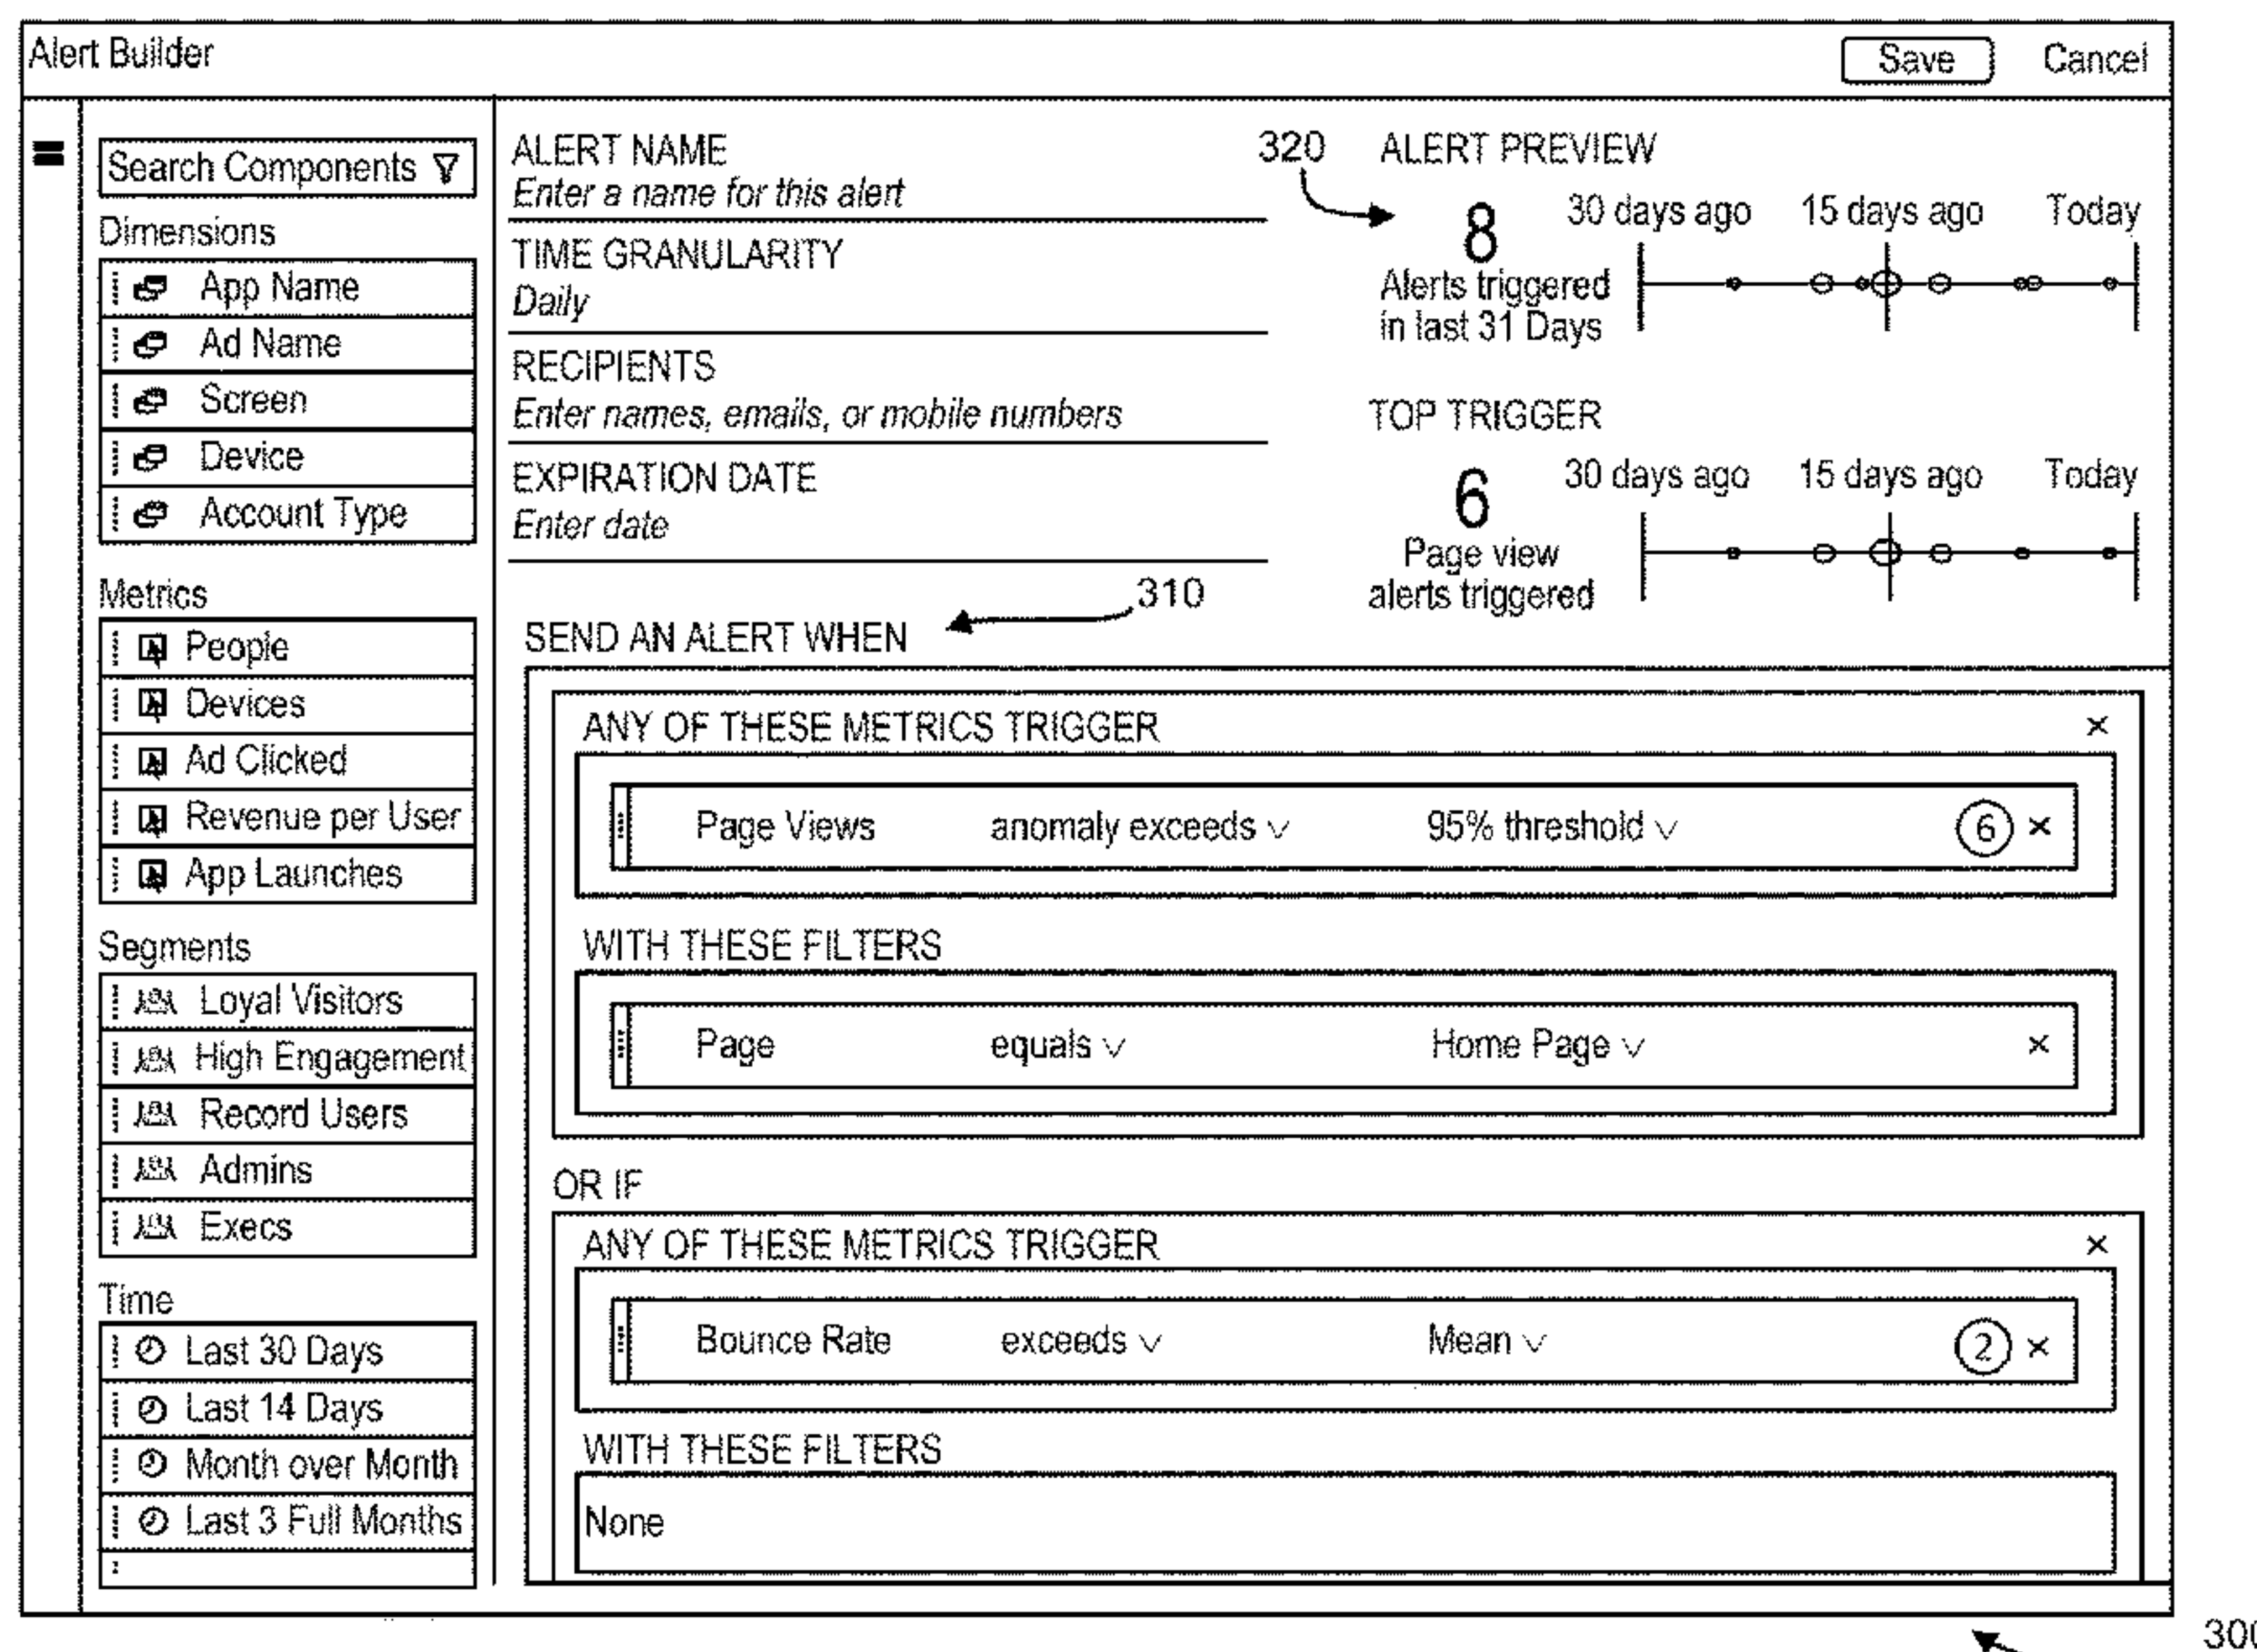 Alert Builder
Save
Cancel
Search Components
Dimensions
App Name
Ad Name
Screen
Device
Account Type
Metrics
People
Devices
Ad Clicked
Revenue per User
App Launches
Segments
Loyal Visitors
High Engagement
Record Users
Admins
Execs
Time
Last 30 Days
Last 14 Days
Month over Month
Last 3 Full Months
ALERT NAME
Enter a name for this alert
TIME GRANULARITY
Daily
RECIPIENTS
Enter names, emails, or mobile numbers
EXPIRATION DATE
Enter date
320
ALERT PREVIEW
8
Alerts triggered
in last 31 Days
30 days ago 15 days ago Today
TOP TRIGGER
6
Page view
alerts triggered
30 days ago 15 days ago Today
310
SEND AN ALERT WHEN
ANY OF THESE METRICS TRIGGER ×
Page Views anomaly exceeds 95% threshold 6 ×
WITH THESE FILTERS
Page equals Home Page ×
OR IF
ANY OF THESE METRICS TRIGGER ×
Bounce Rate exceeds Mean 2 ×
WITH THESE FILTERS
None